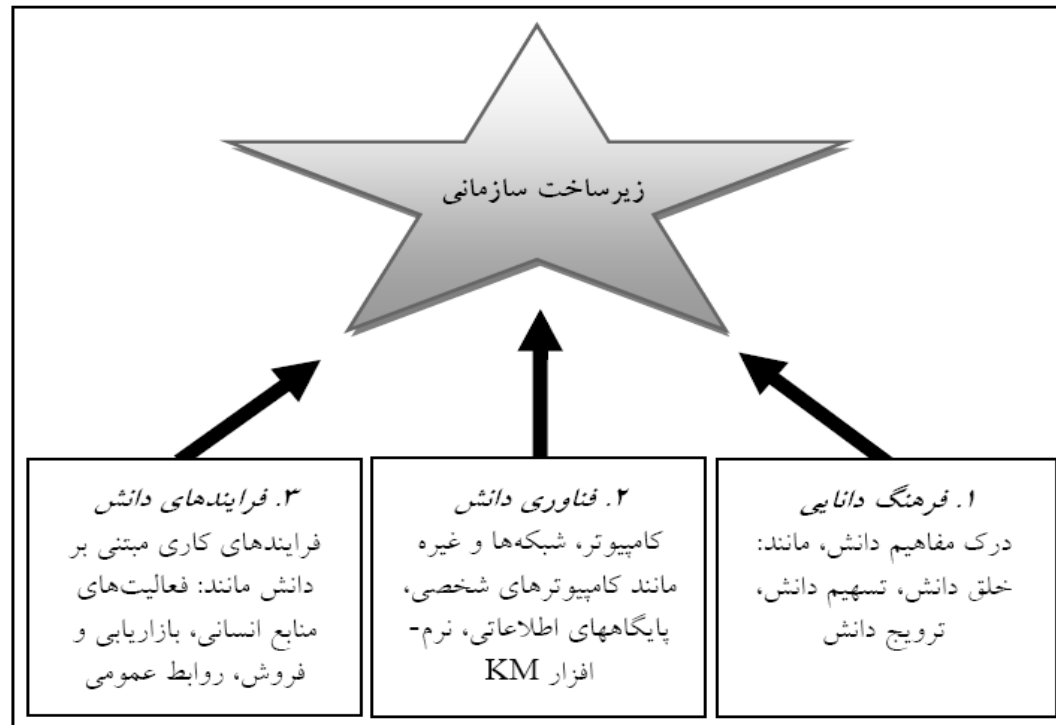 زیرساخت سازمانی
۱. فرهنگ دانایی
درک مفاهیم دانش، مانند:
خلق دانش، تسهیم دانش،
ترویج دانش
۲. فناوری دانش
کامپیوتر، شبکه‌ها و غیره
مانند کامپیوترهای شخصی،
پایگاههای اطلاعاتی، نرم-
افزار KM
۳. فرایندهای دانش
فرایندهای کاری مبتنی بر
دانش مانند: فعالیت‌های
منابع انسانی، بازاریابی و
فروش، روابط عمومی